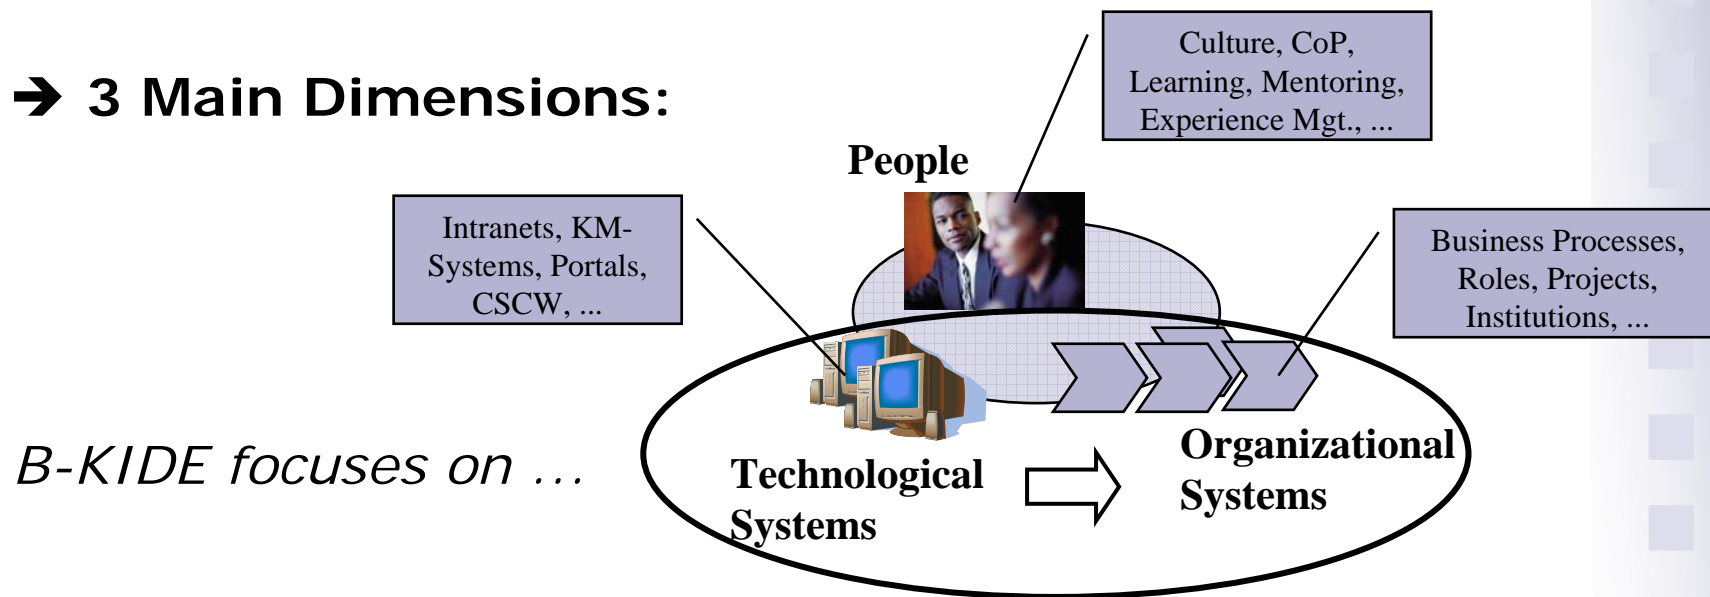 ➔ 3 Main Dimensions:
Culture, CoP,
Learning, Mentoring,
Experience Mgt., ...
People
Intranets, KM-
Systems, Portals,
CSCW, ...
Business Processes,
Roles, Projects,
Institutions, ...
B-KIDE focuses on ...
Technological
Systems
Organizational
Systems